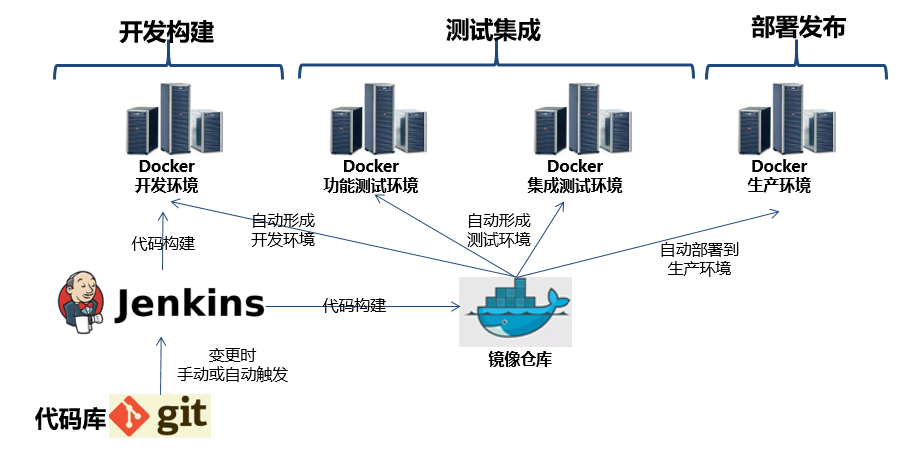 开发构建
测试集成
部署发布
Docker
开发环境
Docker
功能测试环境
Docker
集成测试环境
Docker
生产环境
自动形成
开发环境
自动形成
测试环境
代码构建
自动部署到
生产环境
Jenkins
代码构建
镜像仓库
变更时
手动或自动触发
代码库
git